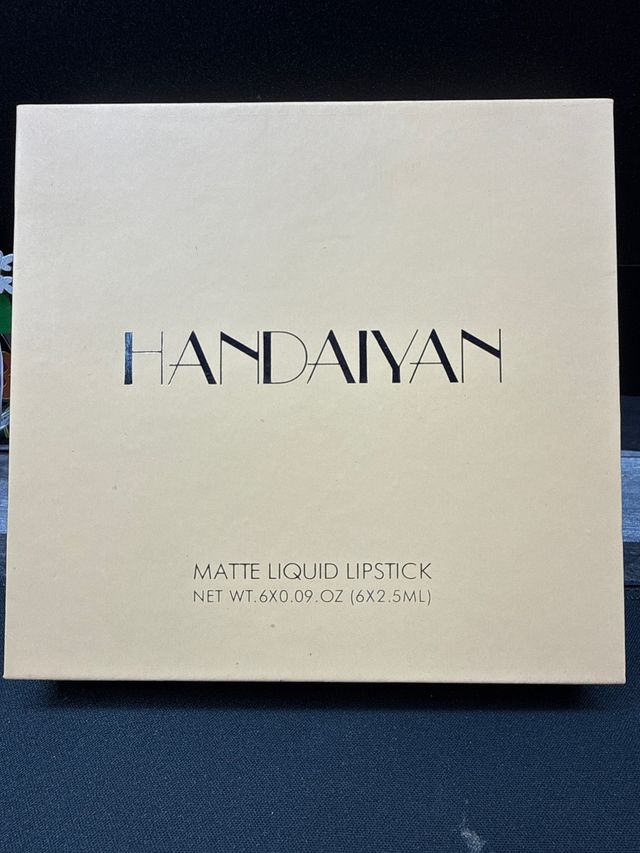 HANDAIYAN
MATTE LIQUID LIPSTICK
NET WT.6X0.09.OZ (6X2.5ML)